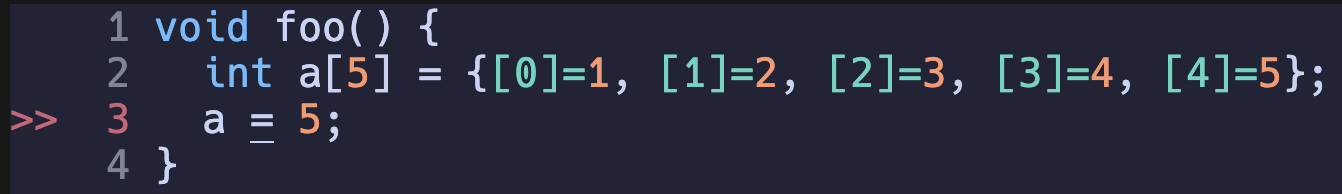 1 void foo() {
2   int a[5] = {[0]=1, [1]=2, [2]=3, [3]=4, [4]=5};
>> 3   a = 5;
4 }